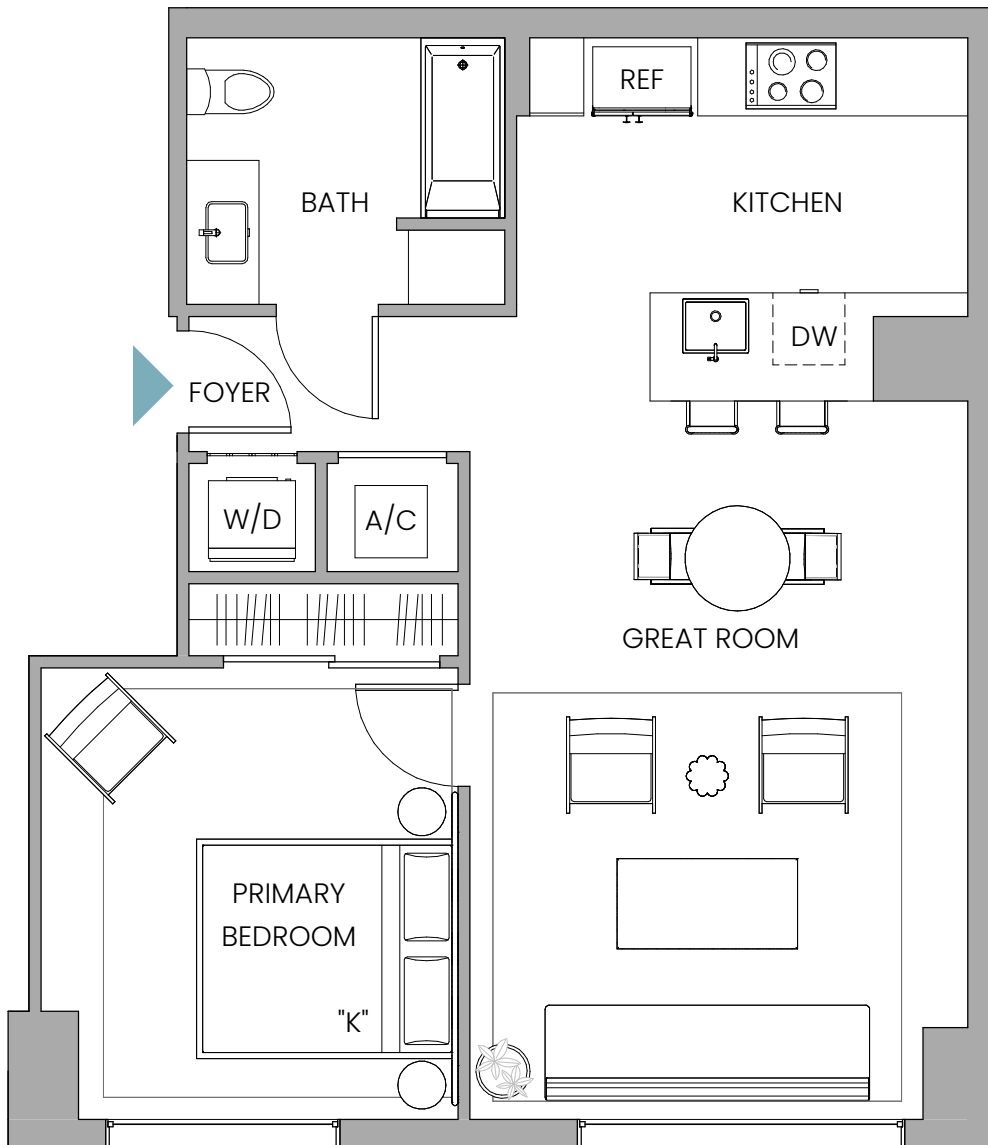 REF
BATH
KITCHEN
DW
FOYER
W/D
A/C
GREAT ROOM
PRIMARY
BEDROOM
"K"